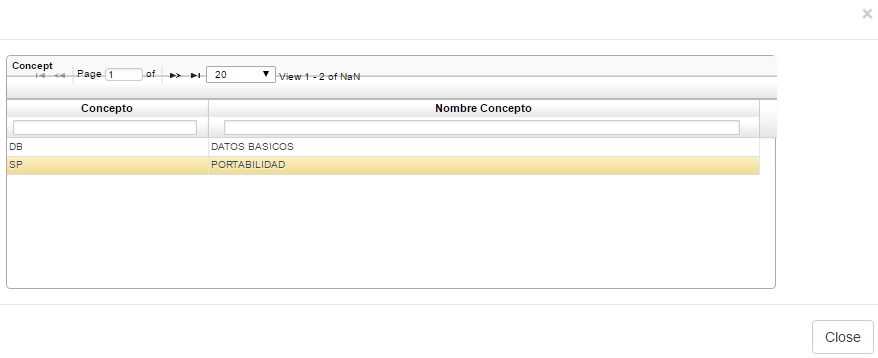 ×
Concept
Page 1 of 20 View 1 - 2 of NaN
Concepto Nombre Concepto
DB DATOS BASICOS
SP PORTABILIDAD
Close